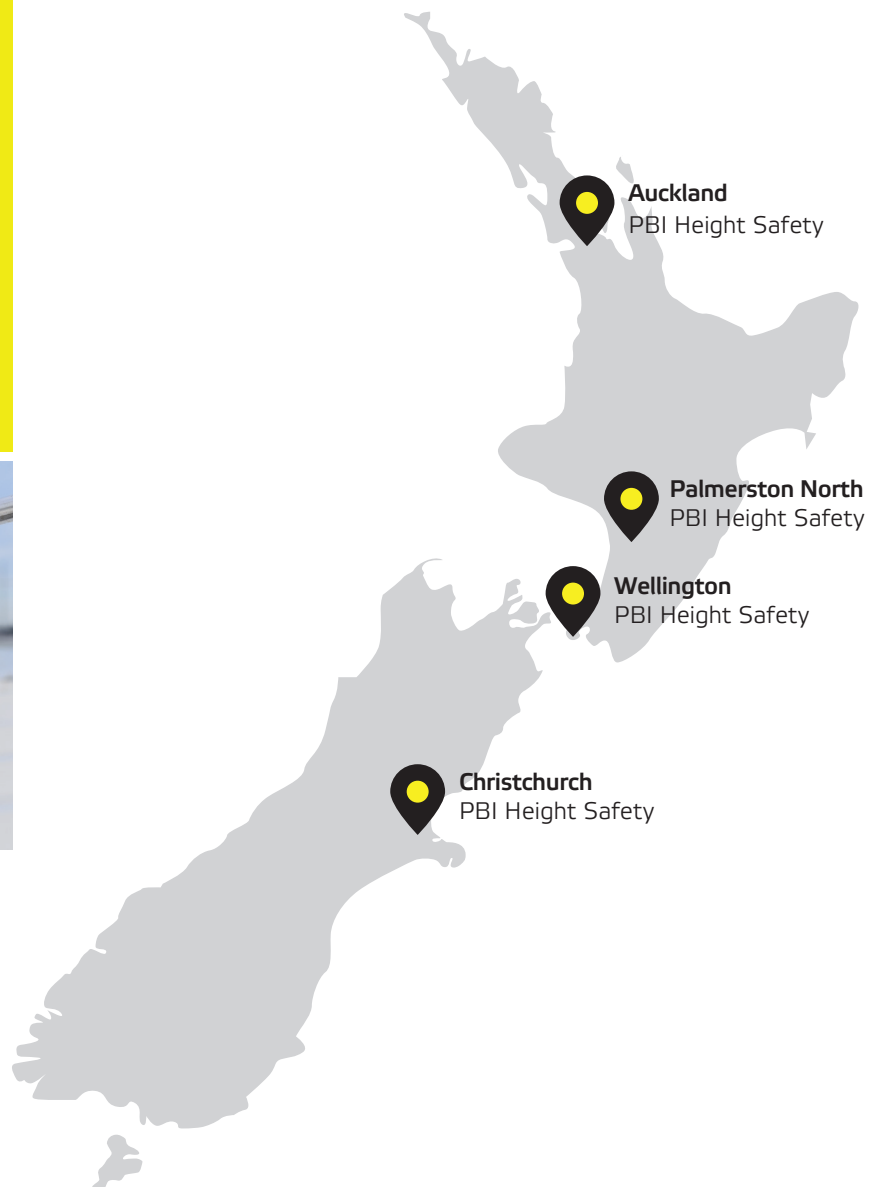 Auckland
PBI Height Safety
Palmerston North
PBI Height Safety
Wellington
PBI Height Safety
Christchurch
PBI Height Safety